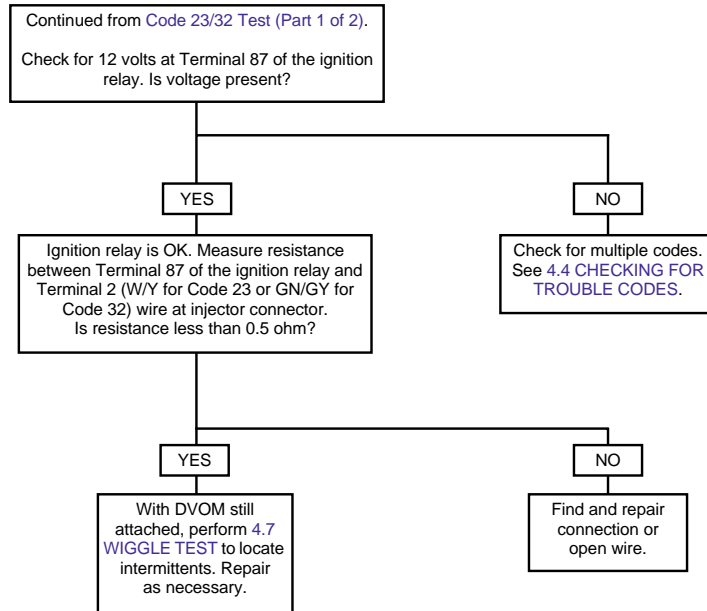 Continued from Code 23/32 Test (Part 1 of 2).
Check for 12 volts at Terminal 87 of the ignition
relay. Is voltage present?
YES
NO
Ignition relay is OK. Measure resistance
between Terminal 87 of the ignition relay and
Terminal 2 (W/Y for Code 23 or GN/GY for
Code 32) wire at injector connector.
Is resistance less than 0.5 ohm?
Check for multiple codes.
See 4.4 CHECKING FOR
TROUBLE CODES.
YES
NO
With DVOM still
attached, perform 4.7
WIGGLE TEST to locate
intermittents. Repair
as necessary.
Find and repair
connection or
open wire.